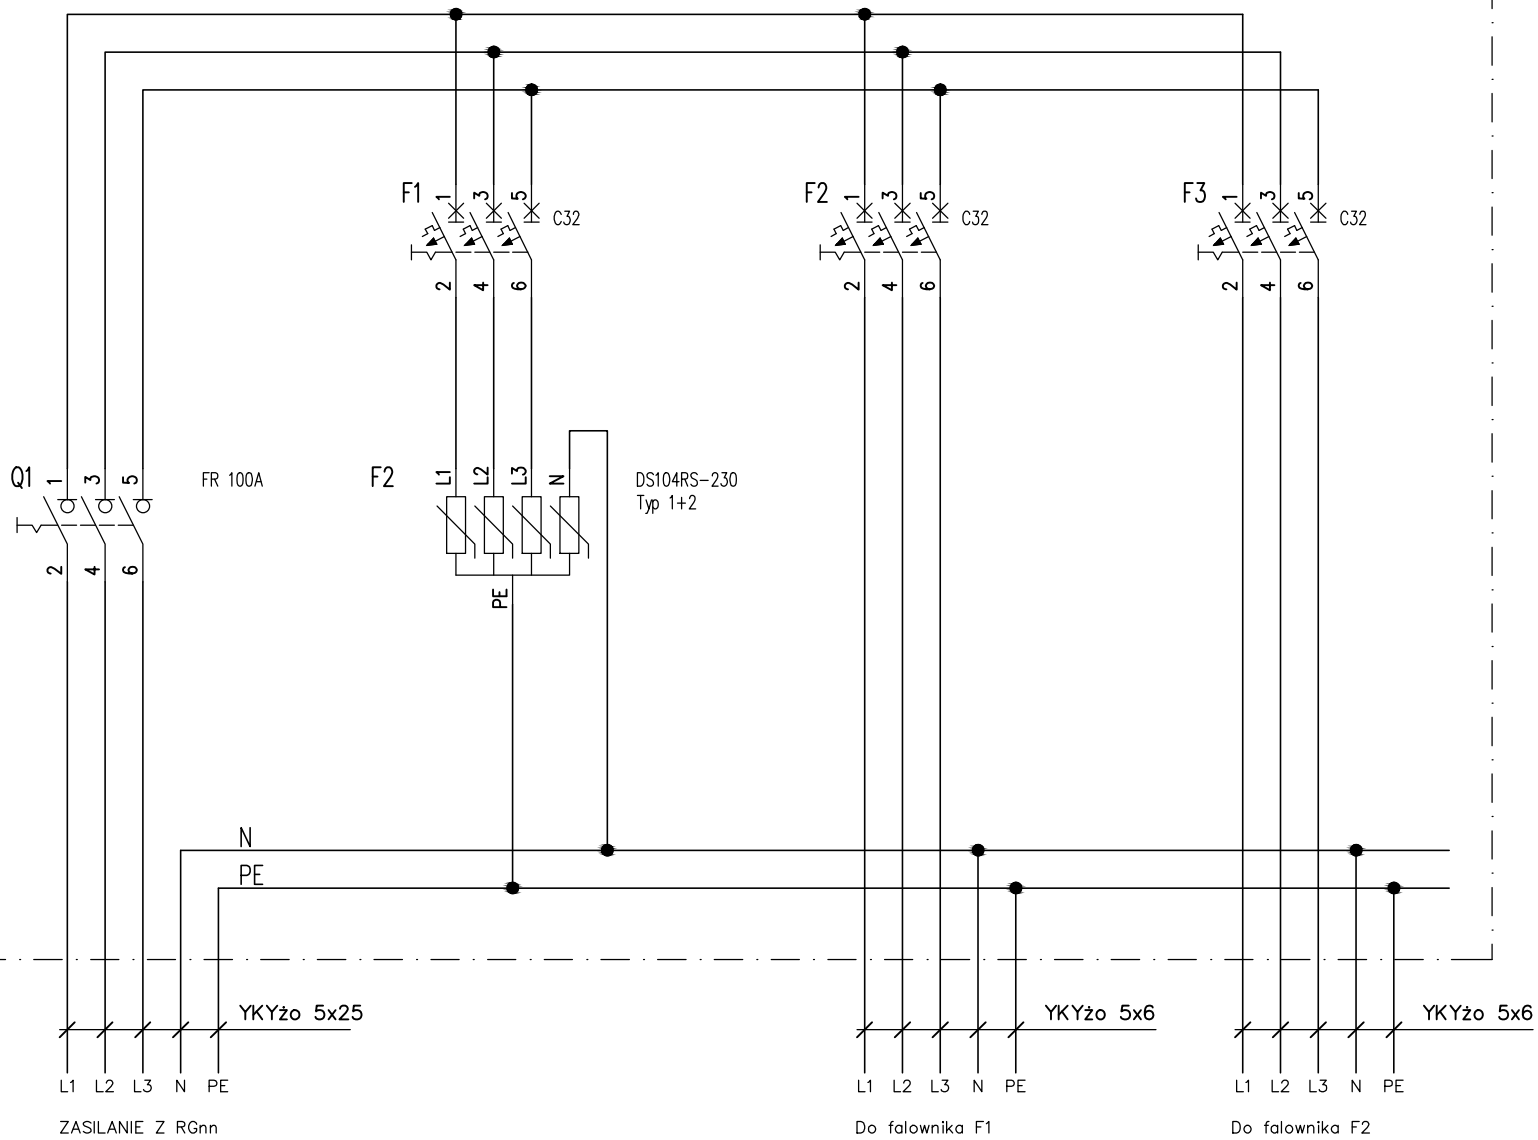 F1 1 3 5 C32
F2 1 3 5 C32
F3 1 3 5 C32
2 4 6
2 4 6
2 4 6
Q1 1 3 5 FR 100A
F2 L1 L2 L3 N DS104RS-230
Typ 1+2
2 4 6
PE
N
PE
YKYżo 5x25
YKYżo 5x6
YKYżo 5x6
L1 L2 L3 N PE
L1 L2 L3 N PE
L1 L2 L3 N PE
ZASILANIE Z RGnn
Do falownika F1
Do falownika F2